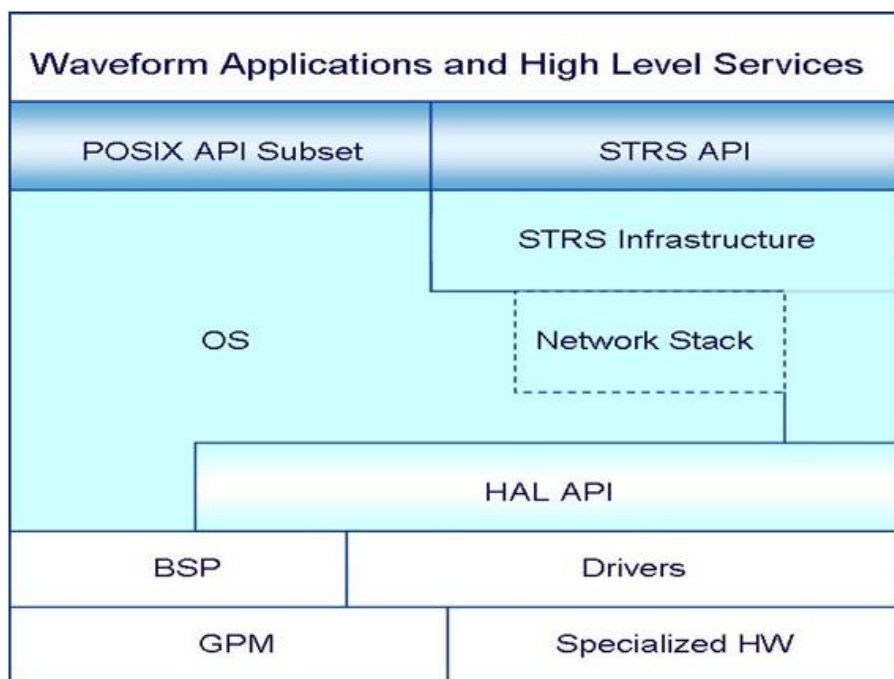 Waveform Applications and High Level Services
POSIX API Subset
STRS API
STRS Infrastructure
OS
Network Stack
HAL API
BSP
Drivers
GPM
Specialized HW